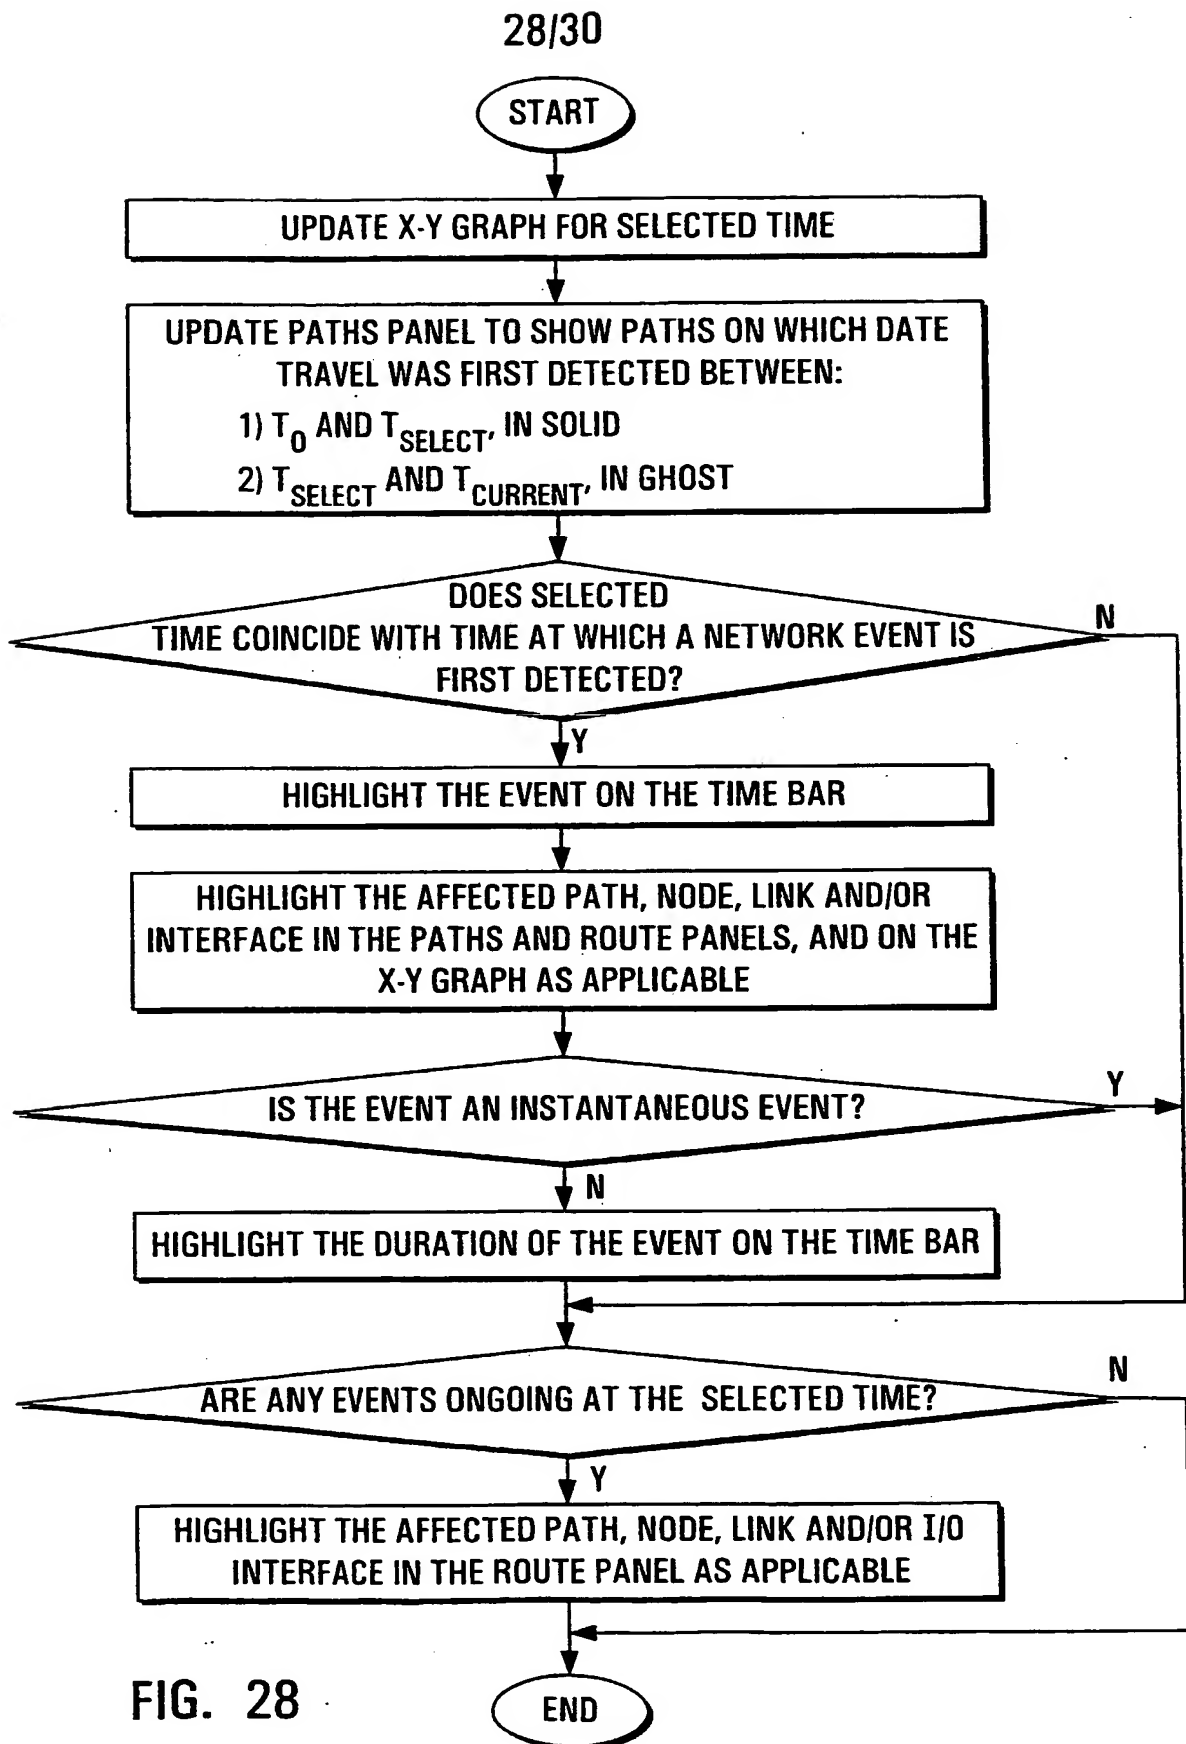 28/30
START
UPDATE X-Y GRAPH FOR SELECTED TIME
UPDATE PATHS PANEL TO SHOW PATHS ON WHICH DATE
TRAVEL WAS FIRST DETECTED BETWEEN:
1) T0 AND TSELECT, IN SOLID
2) TSELECT AND TCURRENT, IN GHOST
DOES SELECTED
TIME COINCIDE WITH TIME AT WHICH A NETWORK EVENT IS
FIRST DETECTED?
N
Y
HIGHLIGHT THE EVENT ON THE TIME BAR
HIGHLIGHT THE AFFECTED PATH, NODE, LINK AND/OR
INTERFACE IN THE PATHS AND ROUTE PANELS, AND ON THE
X-Y GRAPH AS APPLICABLE
IS THE EVENT AN INSTANTANEOUS EVENT?
Y
N
HIGHLIGHT THE DURATION OF THE EVENT ON THE TIME BAR
ARE ANY EVENTS ONGOING AT THE SELECTED TIME?
N
Y
HIGHLIGHT THE AFFECTED PATH, NODE, LINK AND/OR I/O
INTERFACE IN THE ROUTE PANEL AS APPLICABLE
END
FIG. 28